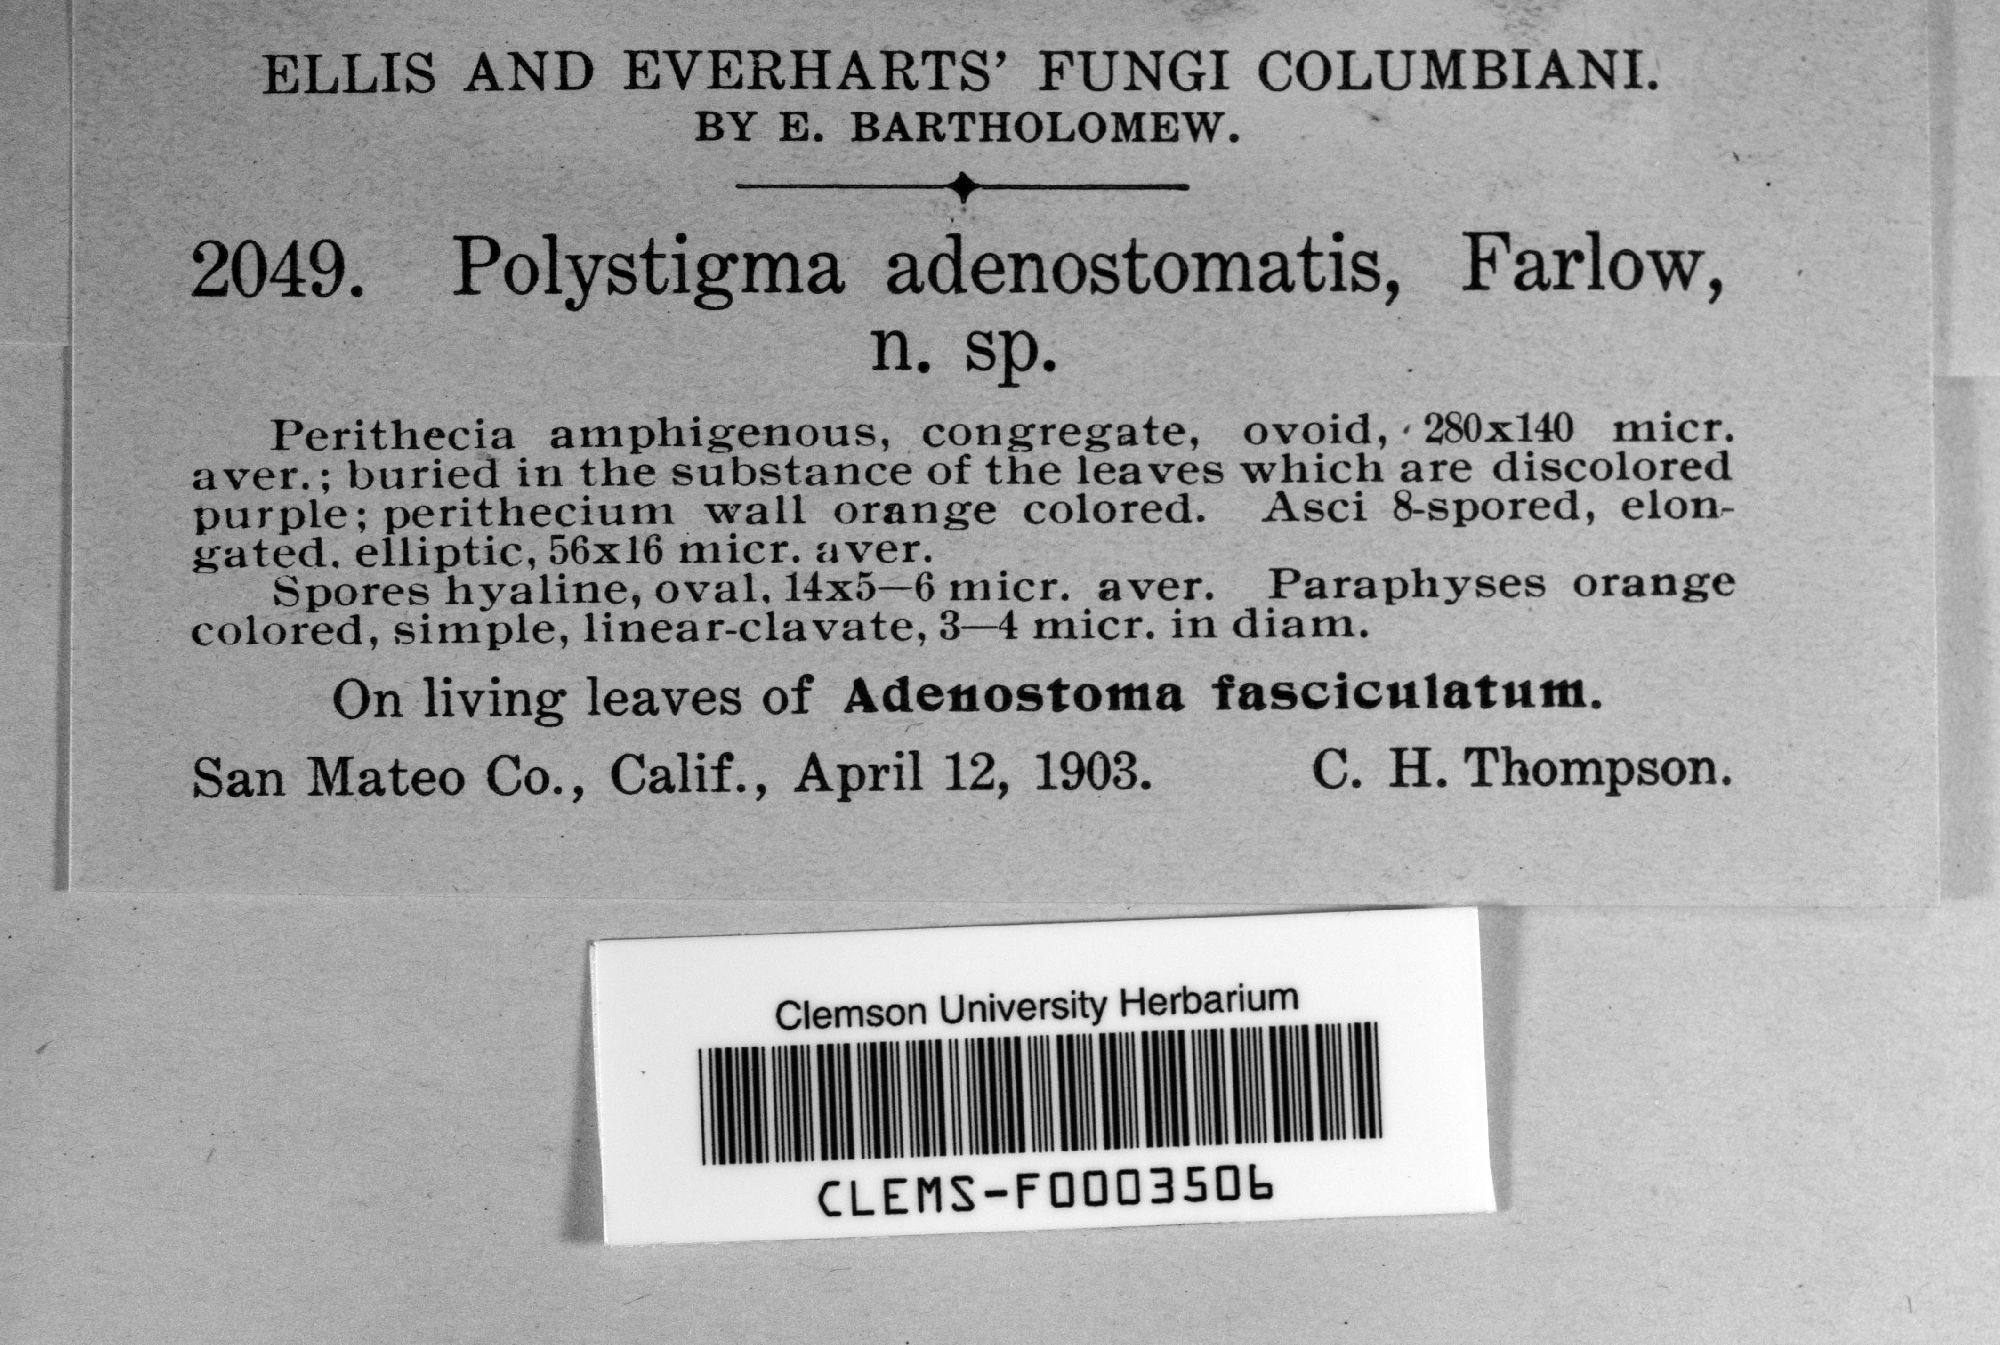 ELLIS AND EVERHARTS' FUNGI COLUMBIANI.
BY E. BARTHOLOMEW.
2049. Polystigma adenostomatis, Farlow,
n. sp.
Perithecia amphigenous, congregate, ovoid, 280x140 micr.
aver.; buried in the substance of the leaves which are discolored
purple; perithecium wall orange colored. Asci 8-spored, elon-
gated, elliptic, 56x16 micr. aver.
Spores hyaline, oval, 14x5—6 micr. aver. Paraphyses orange
colored, simple, linear-clavate, 3—4 micr. in diam.
On living leaves of Adenostoma fasciculatum.
San Mateo Co., Calif., April 12, 1903. C. H. Thompson.
Clemson University Herbarium
CLEMS-F0003506